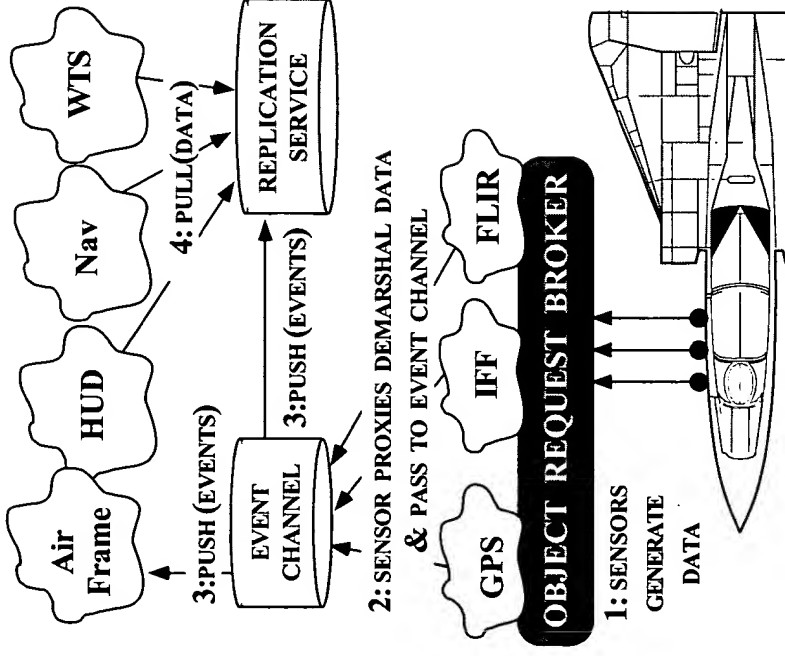 Air
Frame
HUD
Nav
WTS
4: PULL(DATA)
3:PUSH (EVENTS)
EVENT
CHANNEL
3:PUSH (EVENTS)
REPLICATION
SERVICE
2: SENSOR PROXIES DEMARSHAL DATA
& PASS TO EVENT CHANNEL
GPS
IFF
FLIR
OBJECT REQUEST BROKER
1: SENSORS
GENERATE
DATA